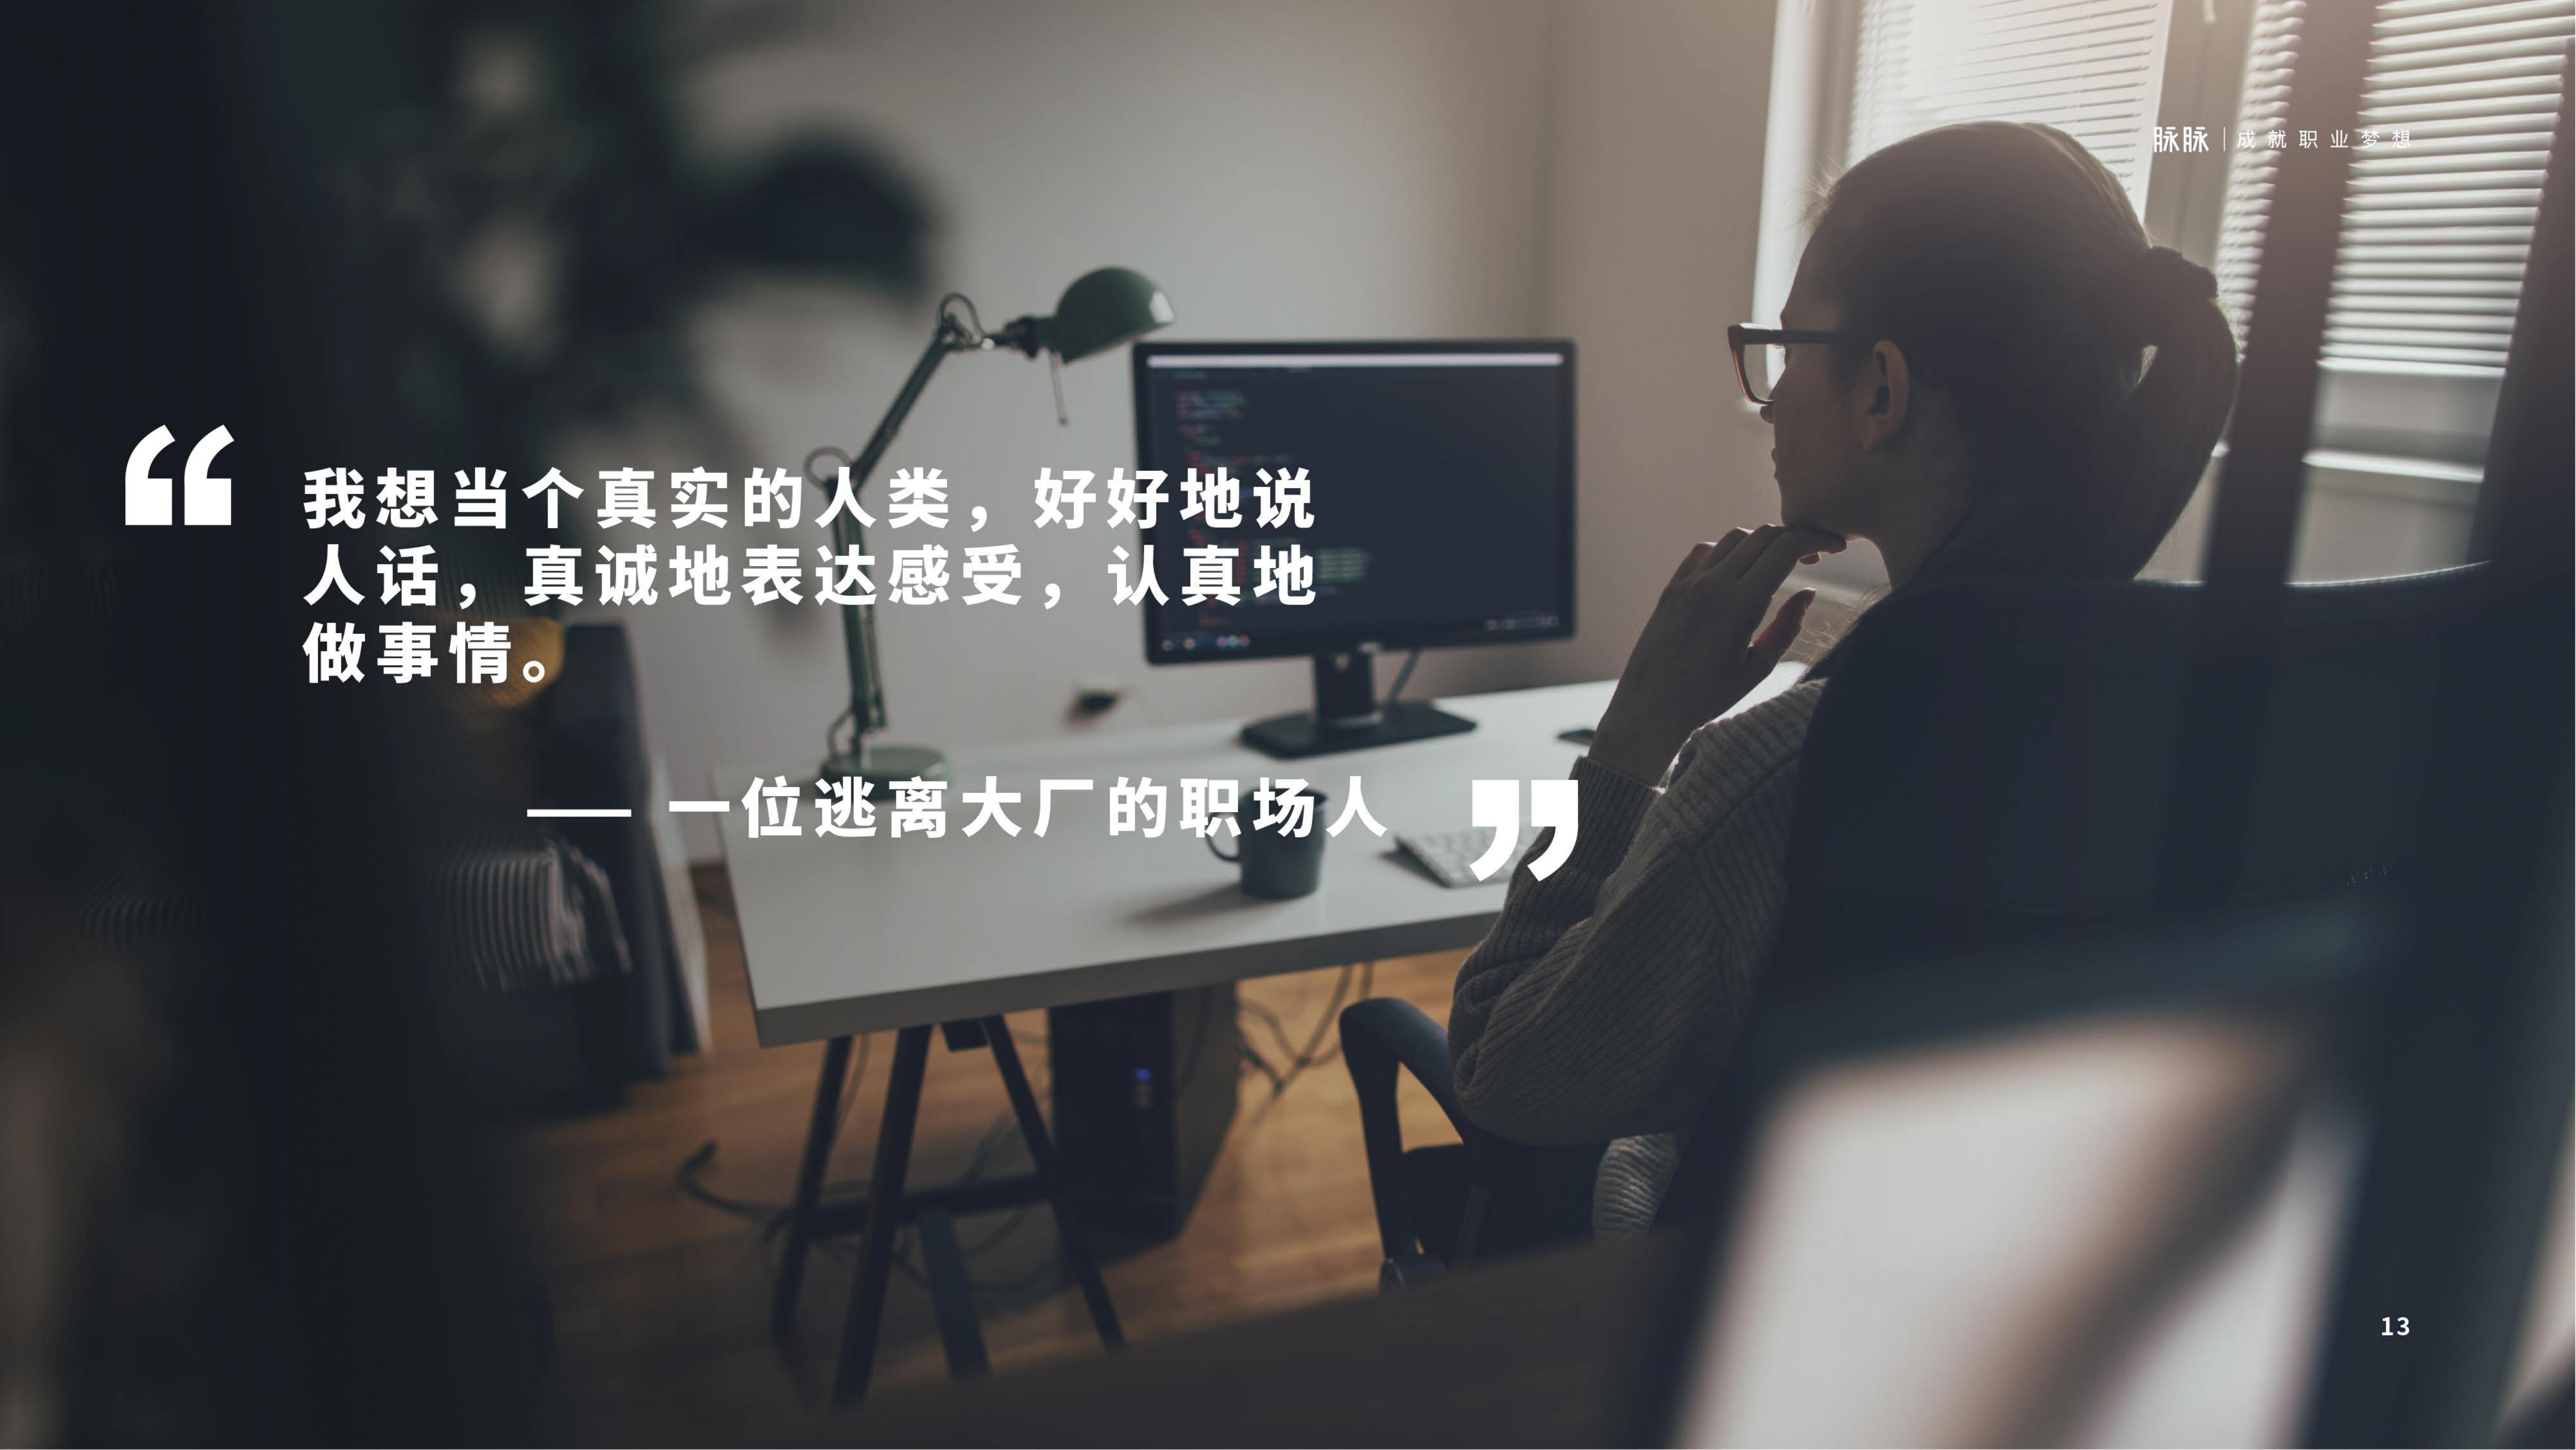 脉脉 | 成就职业梦想
“我想当个真实的人类，好好地说
人话，真诚地表达感受，认真地
做事情。
—— 一位逃离大厂的职场人”
13